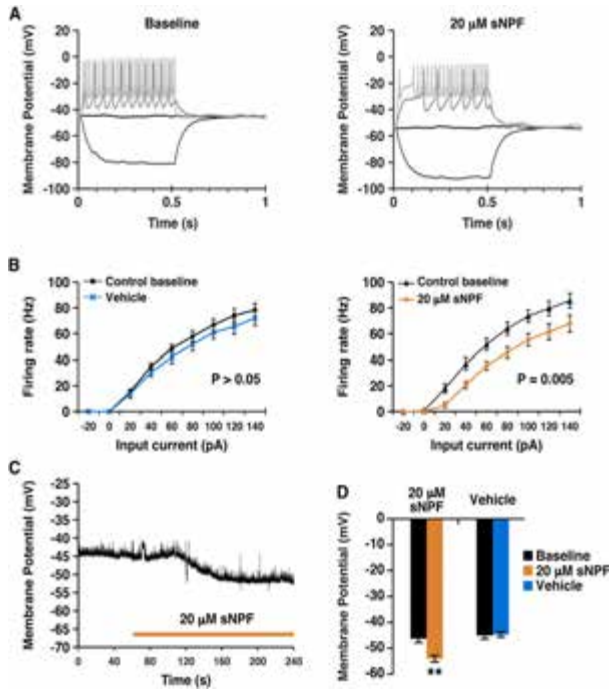 A
Baseline
20 µM sNPF
Membrane Potential (mV)
20
0
-20
-40
-60
-80
-100
0
0.5
1
Time (s)
Membrane Potential (mV)
20
0
-20
-40
-60
-80
-100
0
0.5
1
Time (s)
B
Firing rate (Hz)
100
80
60
40
20
0
Control baseline
Vehicle
P > 0.05
-20 0 20 40 60 80 100 120 140
Input current (pA)
Firing rate (Hz)
100
80
60
40
20
0
Control baseline
20 µM sNPF
P = 0.005
-20 0 20 40 60 80 100 120 140
Input current (pA)
C
Membrane Potential (mV)
-25
-30
-35
-40
-45
-50
-55
-60
-65
-70
20 µM sNPF
0 40 80 120 160 200 240
Time (s)
D
20 µM
sNPF
Vehicle
Membrane Potential (mV)
0
-10
-20
-30
-40
-50
-60
**
Baseline
20 µM sNPF
Vehicle